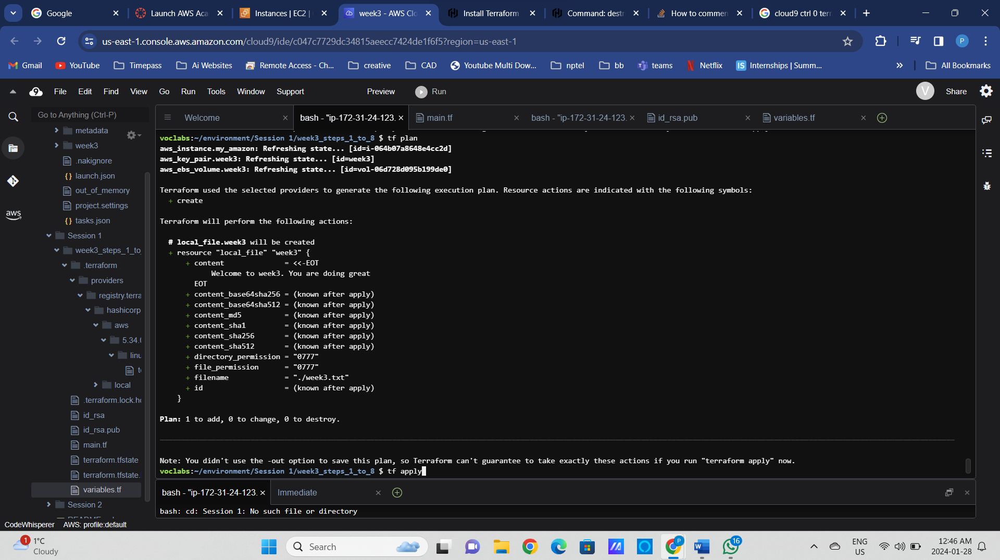 Google
Launch AWS Aca
Instances | EC2 |
week3 - AWS Clo
Install Terraform
Command: destr
How to commen
cloud9 ctrl 0 terr
us-east-1.console.aws.amazon.com/cloud9/ide/c047c7729dc34815aeecc7424de1f6f5?region=us-east-1
P
Gmail
YouTube
Timepass
Ai Websites
Remote Access - Ch...
creative
CAD
Youtube Multi Dow...
nptel
bb
teams
Netflix
IS Internships | Summ...
All Bookmarks
9 File Edit Find View Go Run Tools Window Support Preview Run
V Share
Go to Anything (Ctrl-P)
Welcome
bash - "ip-172-31-24-123.
main.tf
bash - "ip-172-31-24-123.
id_rsa.pub
variables.tf
aws
metadata
week3
.nakignore
{} launch.json
out_of_memory
project.settings
{} tasks.json
Session 1
week3_steps_1_to_
.terraform
providers
registry.terra
hashicorp
aws
5.34.0
linu
te
local
.terraform.lock.hc
id_rsa
id_rsa.pub
main.tf
terraform.tfstate
terraform.tfstate.
variables.tf
Session 2
voclabs:~/environment/Session 1/week3_steps_1_to_8 $ tf plan
aws_instance.my_amazon: Refreshing state... [id=i-064b07a8648e4cc2d]
aws_key_pair.week3: Refreshing state... [id=week3]
aws_ebs_volume.week3: Refreshing state... [id=vol-06d728d095b199de0]
Terraform used the selected providers to generate the following execution plan. Resource actions are indicated with the following symbols:
+ create
Terraform will perform the following actions:
# local_file.week3 will be created
+ resource "local_file" "week3" {
+ content = <<-EOT
Welcome to week3. You are doing great
EOT
+ content_base64sha256 = (known after apply)
+ content_base64sha512 = (known after apply)
+ content_md5 = (known after apply)
+ content_sha1 = (known after apply)
+ content_sha256 = (known after apply)
+ content_sha512 = (known after apply)
+ directory_permission = "0777"
+ file_permission = "0777"
+ filename = "./week3.txt"
+ id = (known after apply)
}
Plan: 1 to add, 0 to change, 0 to destroy.
Note: You didn't use the -out option to save this plan, so Terraform can't guarantee to take exactly these actions if you run "terraform apply" now.
voclabs:~/environment/Session 1/week3_steps_1_to_8 $ tf apply
bash - "ip-172-31-24-123.
Immediate
bash: cd: Session 1: No such file or directory
CodeWhisperer AWS: profile:default
1
1°C
Cloudy
Search
P
W
16
ENG
US
12:46 AM
2024-01-28